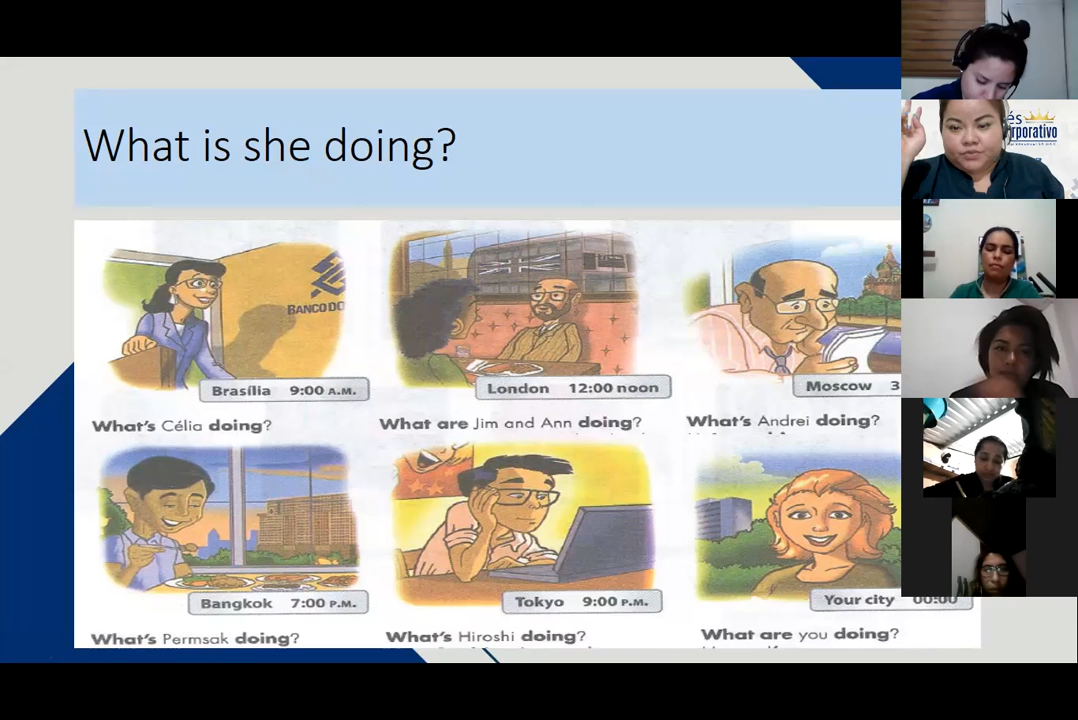 What is she doing?
BANCO DO
Brasília 9:00 A.M.
London 12:00 noon
Moscow 3
What's Célia doing?
What are Jim and Ann doing?
What's Andrei doing?
Bangkok 7:00 P.M.
Tokyo 9:00 P.M.
Your city 00:00
What's Permsak doing?
What's Hiroshi doing?
What are you doing?
és
rporativo